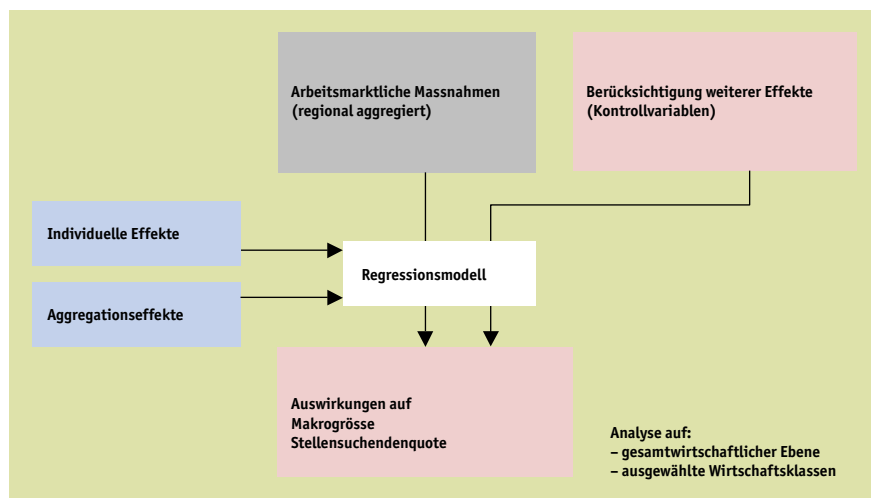 Arbeitsmarktliche Massnahmen
(regional aggregiert)
Berücksichtigung weiterer Effekte
(Kontrollvariablen)
Individuelle Effekte
Regressionsmodell
Aggregationseffekte
Auswirkungen auf
Makrogrösse
Stellensuchendenquote
Analyse auf:
– gesamtwirtschaftlicher Ebene
– ausgewählte Wirtschaftsklassen